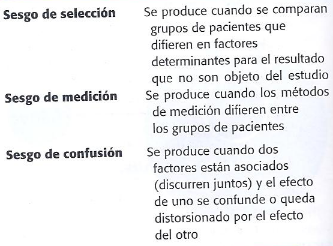 Sesgo de selección Se produce cuando se comparan
grupos de pacientes que
difieren en factores
determinantes para el resultado
que no son objeto del estudio
Sesgo de medición Se produce cuando los métodos
de medición difieren entre
los grupos de pacientes
Sesgo de confusión Se produce cuando dos
factores están asociados
(discurren juntos) y el efecto
de uno se confunde o queda
distorsionado por el efecto
del otro